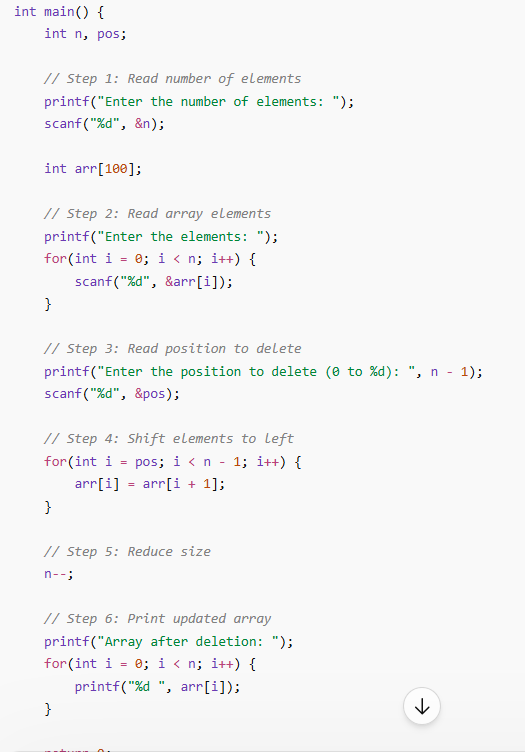 int main() {
    int n, pos;
    // Step 1: Read number of elements
    printf("Enter the number of elements: ");
    scanf("%d", &n);
    int arr[100];
    // Step 2: Read array elements
    printf("Enter the elements: ");
    for(int i = 0; i < n; i++) {
        scanf("%d", &arr[i]);
    }
    // Step 3: Read position to delete
    printf("Enter the position to delete (0 to %d): ", n - 1);
    scanf("%d", &pos);
    // Step 4: Shift elements to left
    for(int i = pos; i < n - 1; i++) {
        arr[i] = arr[i + 1];
    }
    // Step 5: Reduce size
    n--;
    // Step 6: Print updated array
    printf("Array after deletion: ");
    for(int i = 0; i < n; i++) {
        printf("%d ", arr[i]);
    }